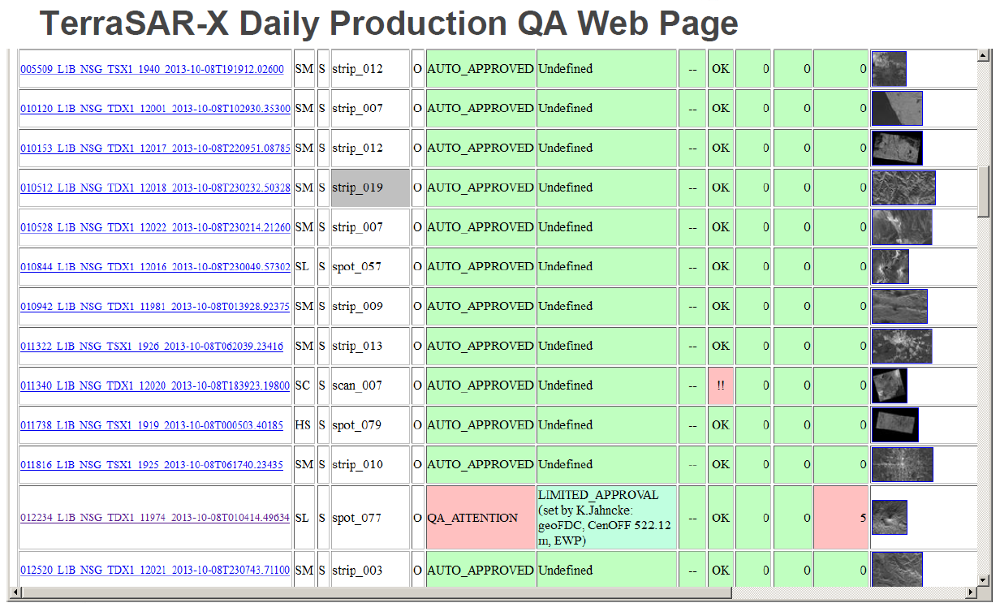 TerraSAR-X Daily Production QA Web Page
005509_L1B_NSG_TSX1_1940_2013-10-08T191912.02600 SM S strip_012 O AUTO_APPROVED Undefined -- OK 0 0 0
010120_L1B_NSG_TDX1_12001_2013-10-08T102930.35300 SM S strip_007 O AUTO_APPROVED Undefined -- OK 0 0 0
010153_L1B_NSG_TDX1_12017_2013-10-08T220951.08785 SM S strip_012 O AUTO_APPROVED Undefined -- OK 0 0 0
010512_L1B_NSG_TDX1_12018_2013-10-08T230232.50328 SM S strip_019 O AUTO_APPROVED Undefined -- OK 0 0 0
010528_L1B_NSG_TDX1_12022_2013-10-08T230214.21260 SM S strip_007 O AUTO_APPROVED Undefined -- OK 0 0 0
010844_L1B_NSG_TDX1_12016_2013-10-08T230049.57302 SL S spot_057 O AUTO_APPROVED Undefined -- OK 0 0 0
010942_L1B_NSG_TDX1_11981_2013-10-08T013928.92375 SM S strip_009 O AUTO_APPROVED Undefined -- OK 0 0 0
011322_L1B_NSG_TSX1_1926_2013-10-08T062039.23416 SM S strip_013 O AUTO_APPROVED Undefined -- OK 0 0 0
011340_L1B_NSG_TDX1_12020_2013-10-08T183923.19800 SC S scan_007 O AUTO_APPROVED Undefined -- !! 0 0 0
011738_L1B_NSG_TSX1_1919_2013-10-08T000503.40185 HS S spot_079 O AUTO_APPROVED Undefined -- OK 0 0 0
011816_L1B_NSG_TSX1_1925_2013-10-08T061740.23435 SM S strip_010 O AUTO_APPROVED Undefined -- OK 0 0 0
012234_L1B_NSG_TDX1_11974_2013-10-08T010414.49634 SL S spot_077 O QA_ATTENTION LIMITED_APPROVAL
(set by K.Jahncke:
geoFDC, CenOFF 522.12
m, EWP) -- OK 0 0 5
012520_L1B_NSG_TDX1_12021_2013-10-08T230743.71100 SM S strip_003 O AUTO_APPROVED Undefined -- OK 0 0 0